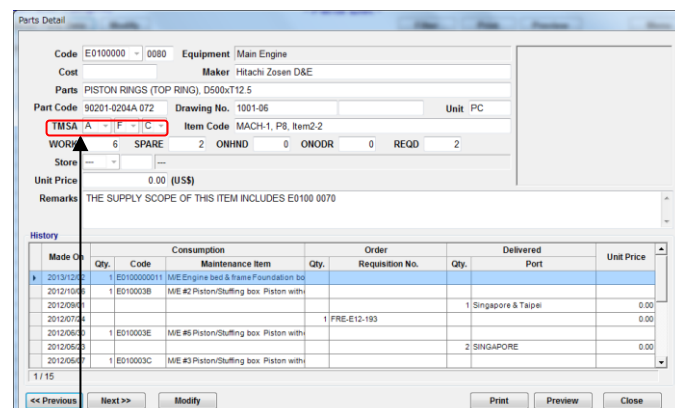 Parts Detail
Code E0100000 0080 Equipment Main Engine
Cost Maker Hitachi Zosen D&E
Parts PISTON RINGS (TOP RING), D500xT12.5
Part Code 90201-0204A 072 Drawing No. 1001-06 Unit PC
TMSA A F C Item Code MACH-1, P8, Item2-2
WORK 6 SPARE 2 ONHND 0 ONODR 0 REQD 2
Store --- ---
Unit Price 0.00 (US$)
Remarks THE SUPPLY SCOPE OF THIS ITEM INCLUDES E0100 0070
History
Made On Consumption Order Delivered Unit Price
Qty. Code Maintenance Item Qty. Requisition No. Qty. Port
2013/12/02 1 E0100000011 M/E Engine bed & frame Foundation bo
2012/10/06 1 E010003B M/E #2 Piston/Stuffing box Piston with
2012/09/01 1 Singapore & Taipei 0.00
2012/07/24 1 FRE-E12-193 0.00
2012/06/30 1 E010003E M/E #5 Piston/Stuffing box Piston with
2012/05/23 2 SINGAPORE 0.00
2012/05/07 1 E010003C M/E #3 Piston/Stuffing box Piston with
1 / 15
<< Previous Next >> Modify Print Preview Close